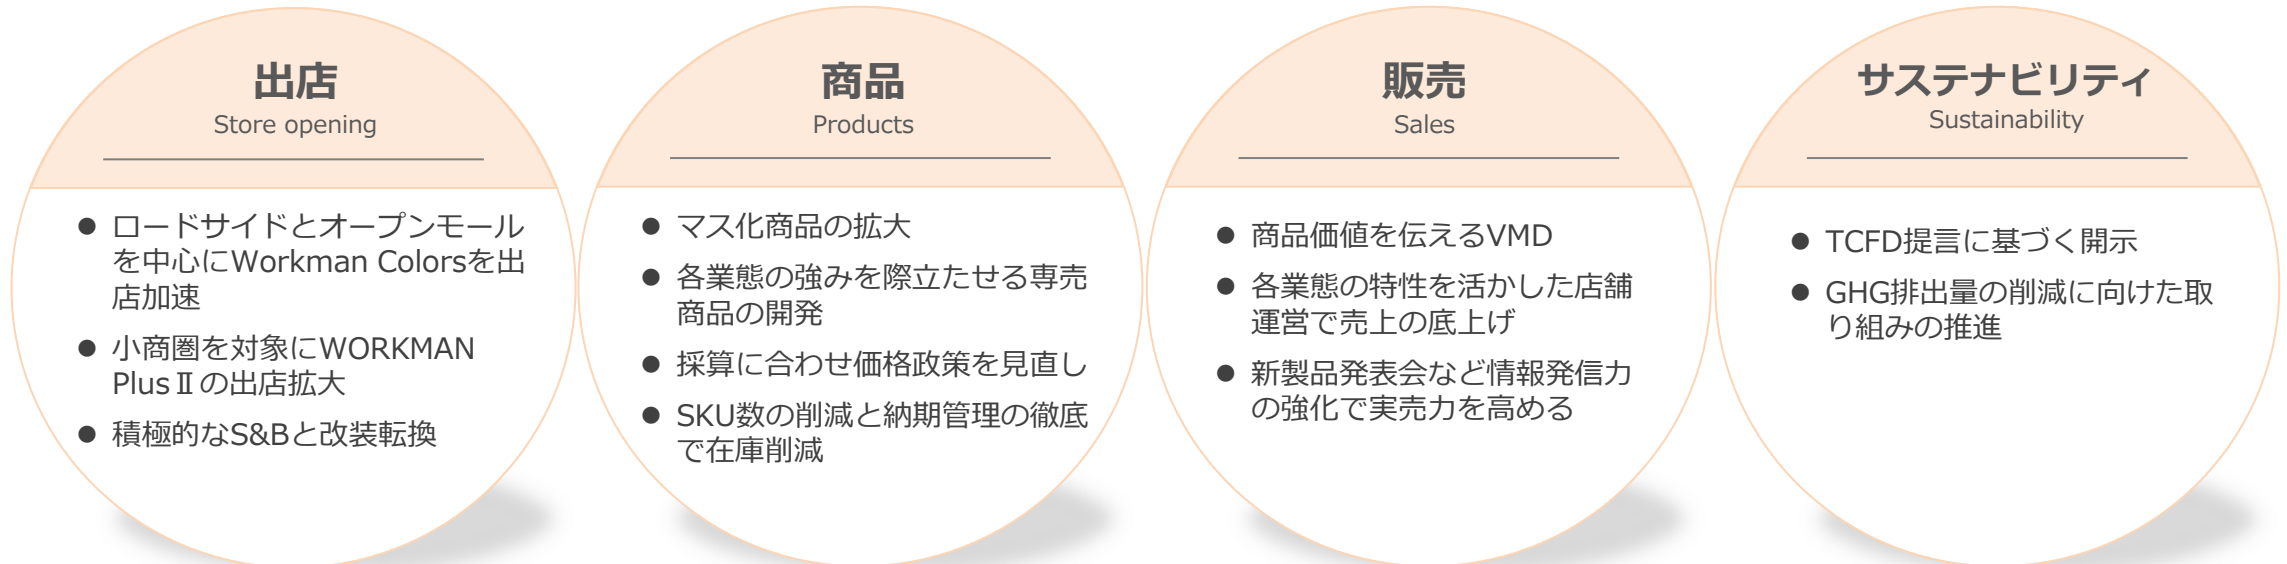 出店
Store opening
● ロードサイドとオープンモール
を中心にWorkman Colorsを出
店加速
● 小商圏を対象にWORKMAN
PlusⅡの出店拡大
● 積極的なS&Bと改装転換
商品
Products
● マス化商品の拡大
● 各業態の強みを際立たせる専売
商品の開発
● 採算に合わせ価格政策を見直し
● SKU数の削減と納期管理の徹底
で在庫削減
販売
Sales
● 商品価値を伝えるVMD
● 各業態の特性を活かした店舗
運営で売上の底上げ
● 新製品発表会など情報発信力
の強化で実売力を高める
サステナビリティ
Sustainability
● TCFD提言に基づく開示
● GHG排出量の削減に向けた取
り組みの推進